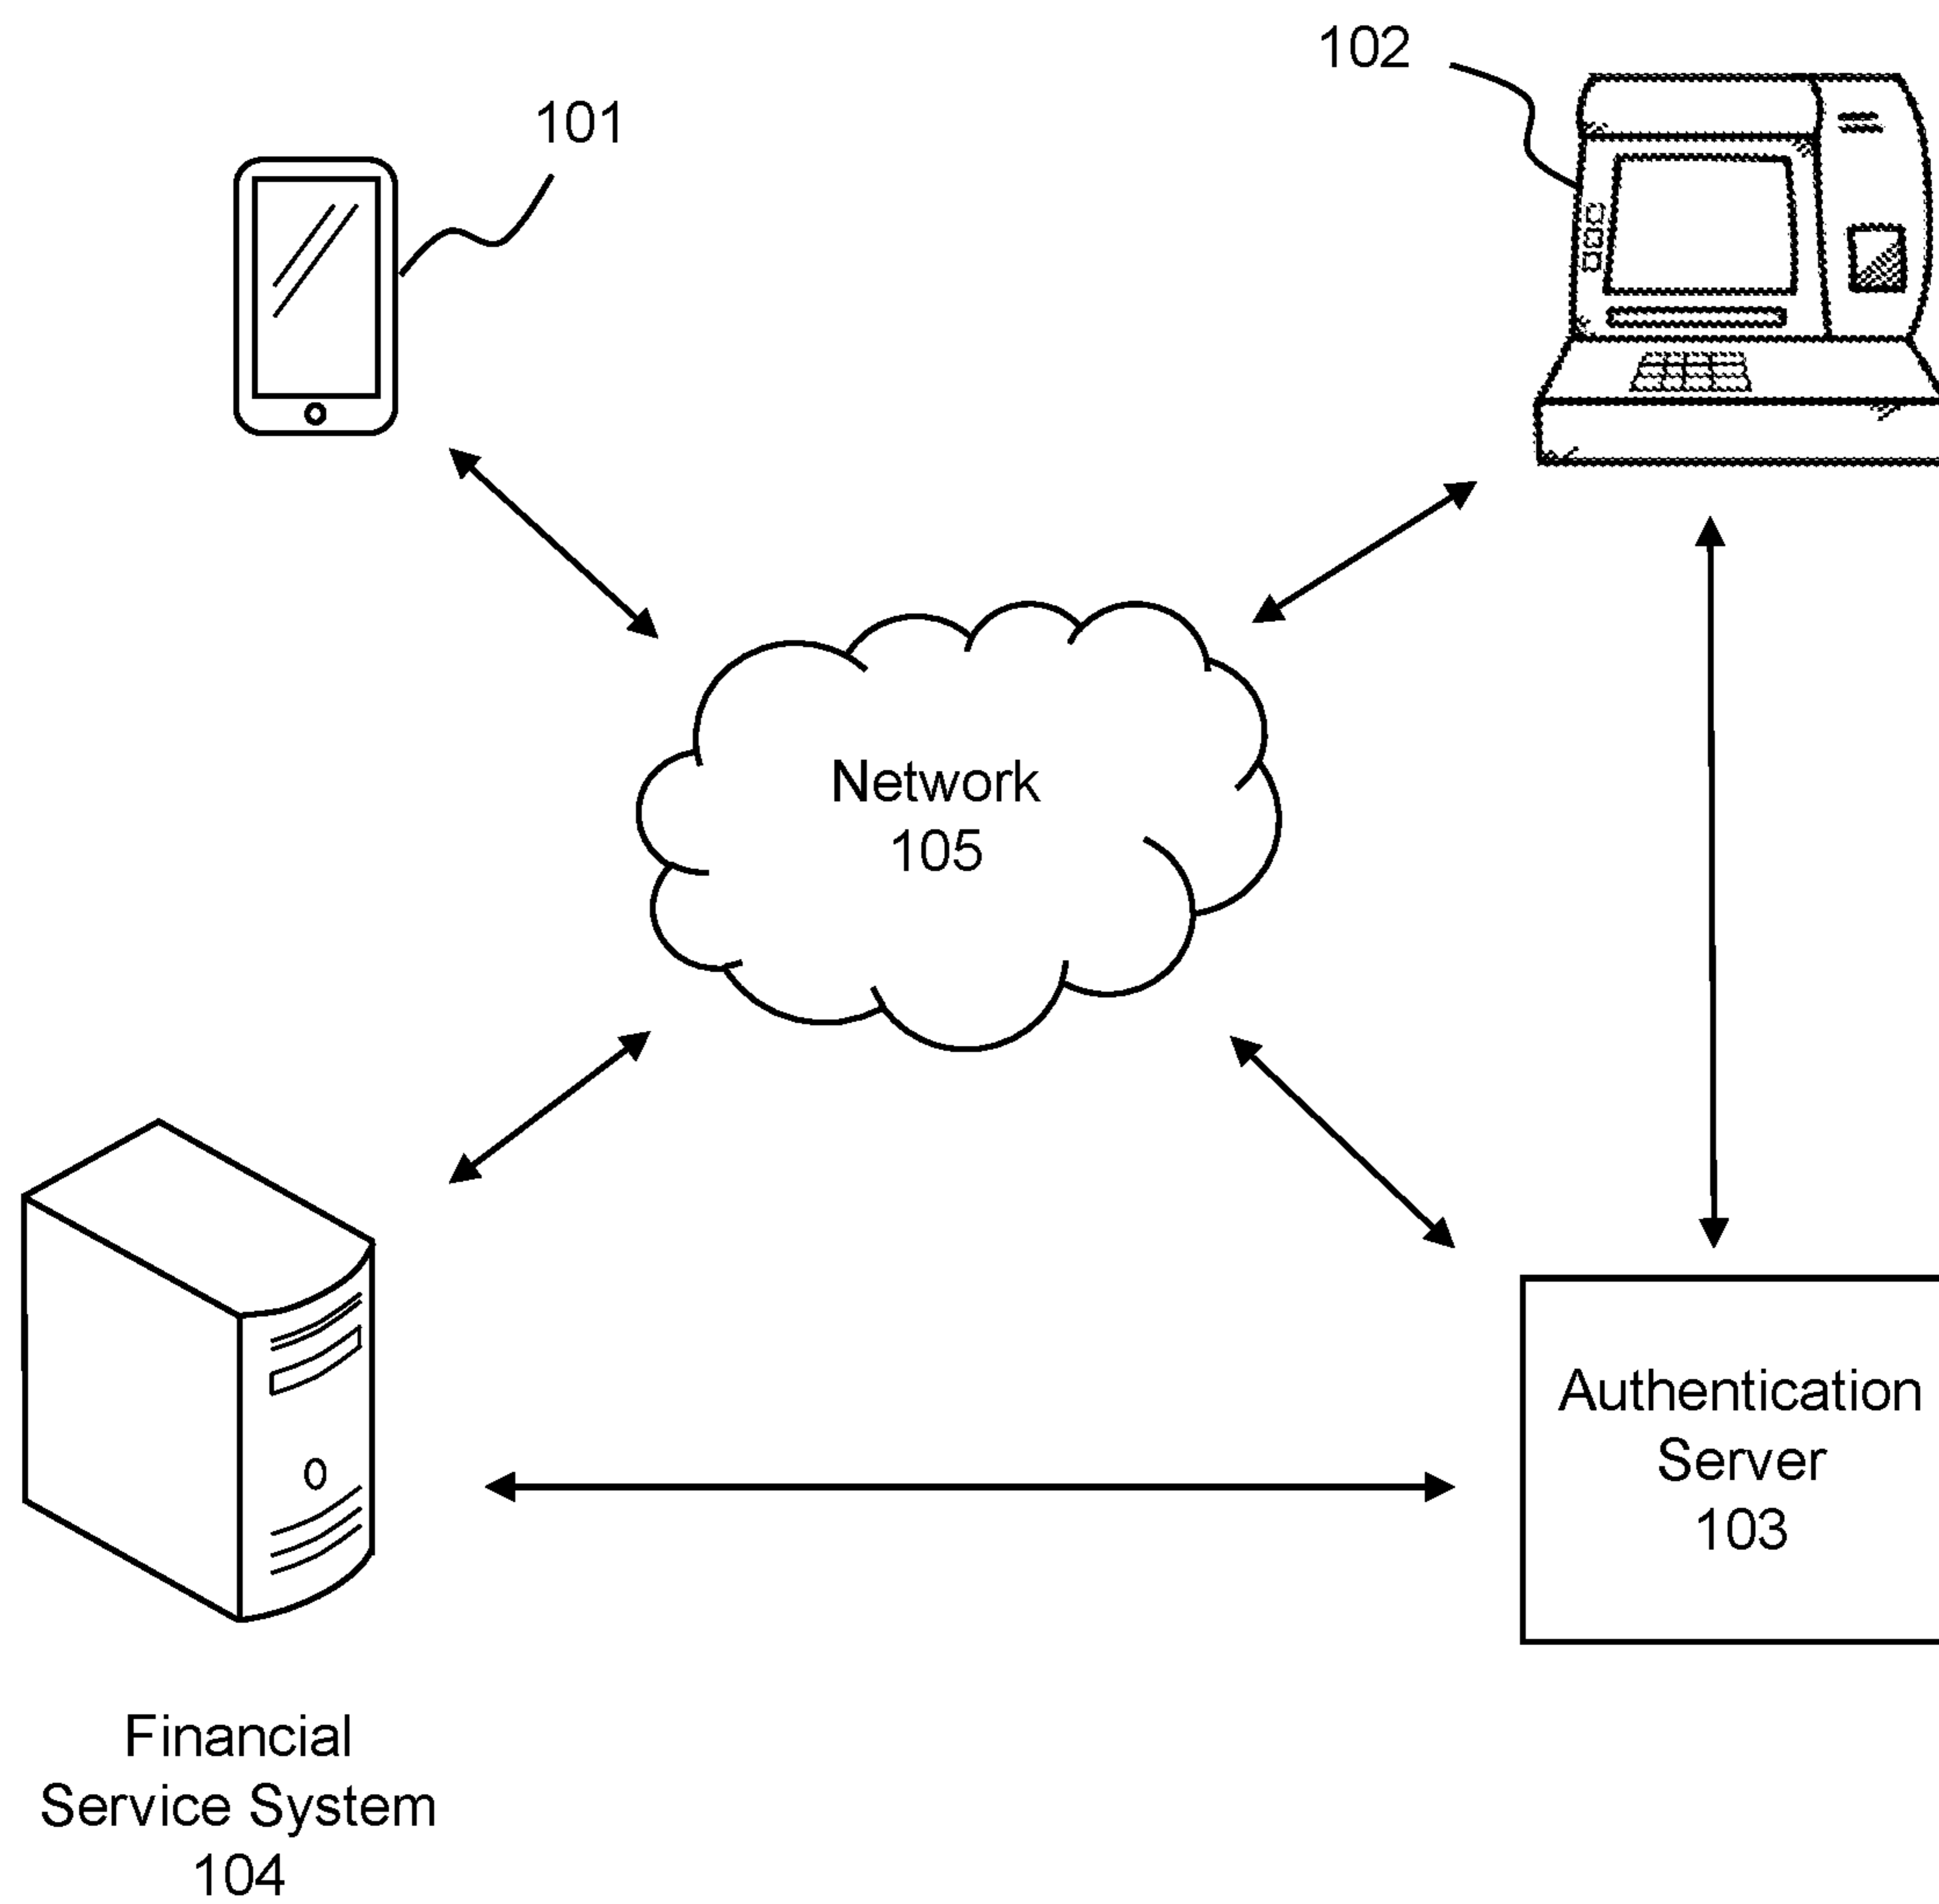 102
101
Network
105
Authentication
Server
103
Financial
Service System
104